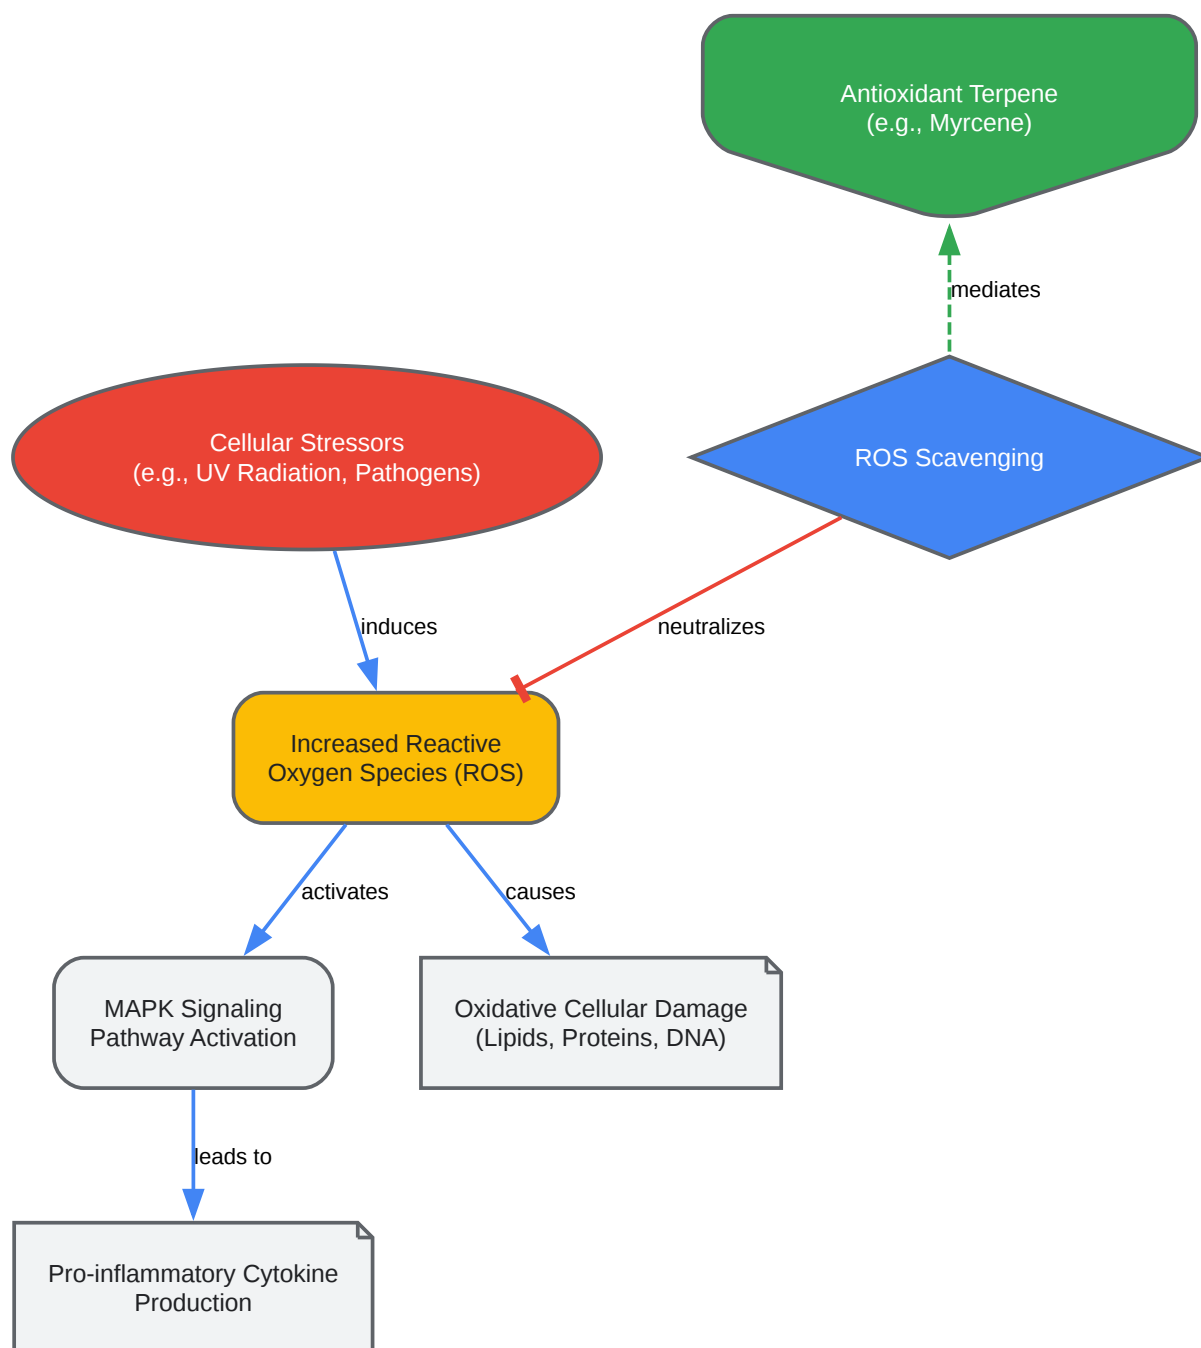 Antioxidant Terpene
(e.g., Myrcene)
mediates
Cellular Stressors
(e.g., UV Radiation, Pathogens)
ROS Scavenging
induces
neutralizes
Increased Reactive
Oxygen Species (ROS)
activates
causes
MAPK Signaling
Pathway Activation
Oxidative Cellular Damage
(Lipids, Proteins, DNA)
leads to
Pro-inflammatory Cytokine
Production